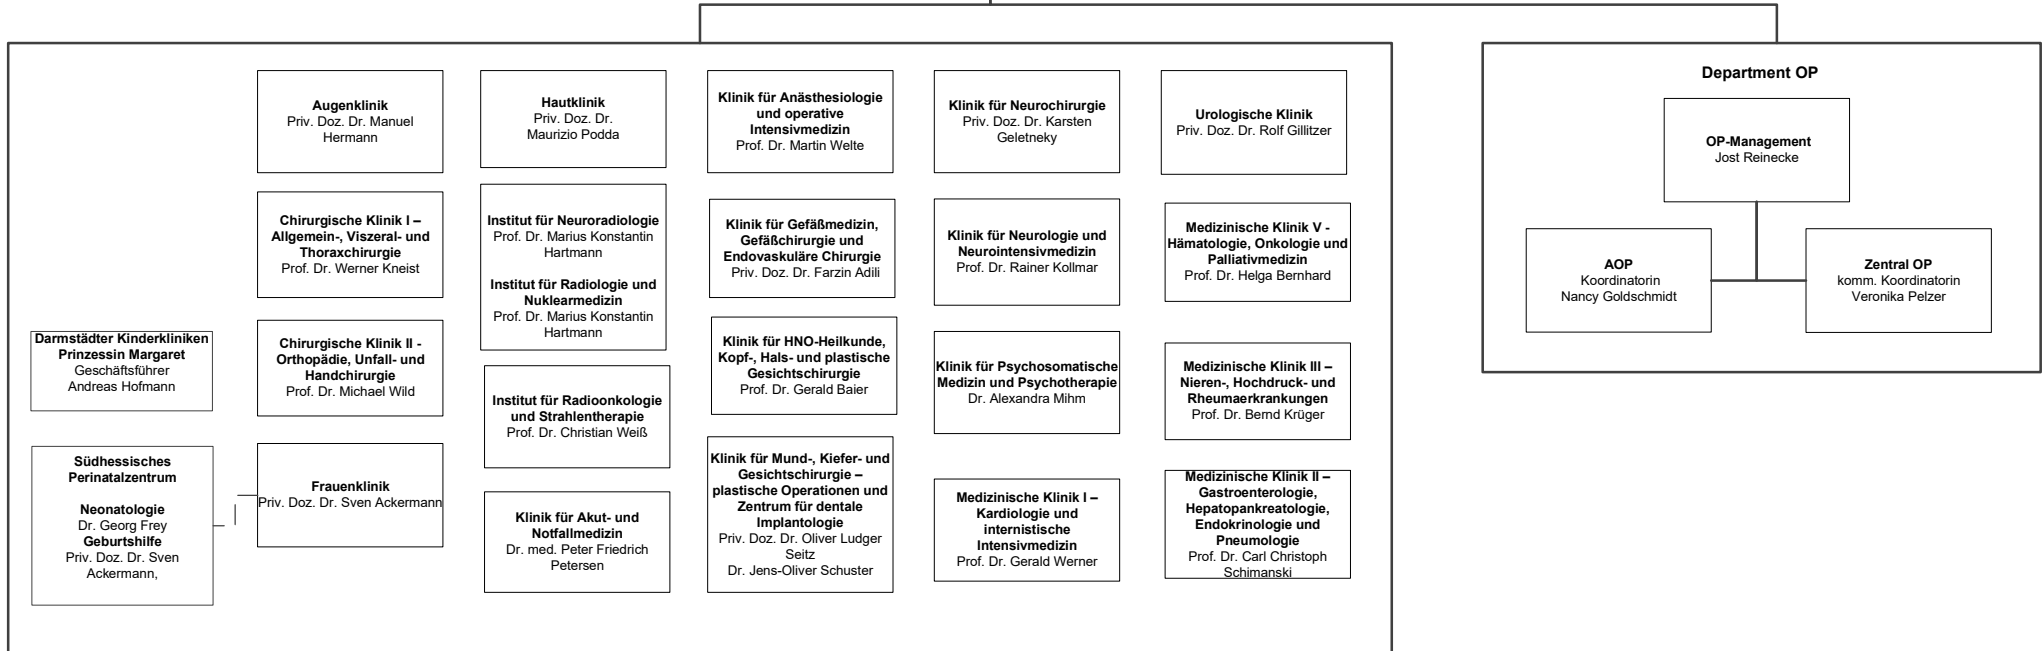 Darmstädter Kinderkliniken
Prinzessin Margaret
Geschäftsführer
Andreas Hofmann
Südhessisches
Perinatalzentrum
Neonatologie
Dr. Georg Frey
Geburtshilfe
Priv. Doz. Dr. Sven
Ackermann,
Augenklinik
Priv. Doz. Dr. Manuel
Hermann
Chirurgische Klinik I –
Allgemein-, Viszeral- und
Thoraxchirurgie
Prof. Dr. Werner Kneist
Chirurgische Klinik II -
Orthopädie, Unfall- und
Handchirurgie
Prof. Dr. Michael Wild
Frauenklinik
Priv. Doz. Dr. Sven Ackermann
Hautklinik
Priv. Doz. Dr.
Maurizio Podda
Institut für Neuroradiologie
Prof. Dr. Marius Konstantin
Hartmann
Institut für Radiologie und
Nuklearmedizin
Prof. Dr. Marius Konstantin
Hartmann
Institut für Radioonkologie
und Strahlentherapie
Prof. Dr. Christian Weiß
Klinik für Akut- und
Notfallmedizin
Dr. med. Peter Friedrich
Petersen
Klinik für Anästhesiologie
und operative
Intensivmedizin
Prof. Dr. Martin Welte
Klinik für Gefäßmedizin,
Gefäßchirurgie und
Endovaskuläre Chirurgie
Priv. Doz. Dr. Farzin Adili
Klinik für HNO-Heilkunde,
Kopf-, Hals- und plastische
Gesichtschirurgie
Prof. Dr. Gerald Baier
Klinik für Mund-, Kiefer- und
Gesichtschirurgie –
plastische Operationen und
Zentrum für dentale
Implantologie
Priv. Doz. Dr. Oliver Ludger
Seitz
Dr. Jens-Oliver Schuster
Klinik für Neurochirurgie
Priv. Doz. Dr. Karsten
Geletneky
Klinik für Neurologie und
Neurointensivmedizin
Prof. Dr. Rainer Kollmar
Klinik für Psychosomatische
Medizin und Psychotherapie
Dr. Alexandra Mihm
Medizinische Klinik I –
Kardiologie und
internistische
Intensivmedizin
Prof. Dr. Gerald Werner
Urologische Klinik
Priv. Doz. Dr. Rolf Gillitzer
Medizinische Klinik V -
Hämatologie, Onkologie und
Palliativmedizin
Prof. Dr. Helga Bernhard
Medizinische Klinik III –
Nieren-, Hochdruck- und
Rheumaerkrankungen
Prof. Dr. Bernd Krüger
Medizinische Klinik II –
Gastroenterologie,
Hepatopankreatologie,
Endokrinologie und
Pneumologie
Prof. Dr. Carl Christoph
Schimanski
Department OP
OP-Management
Jost Reinecke
AOP
Koordinatorin
Nancy Goldschmidt
Zentral OP
komm. Koordinatorin
Veronika Pelzer